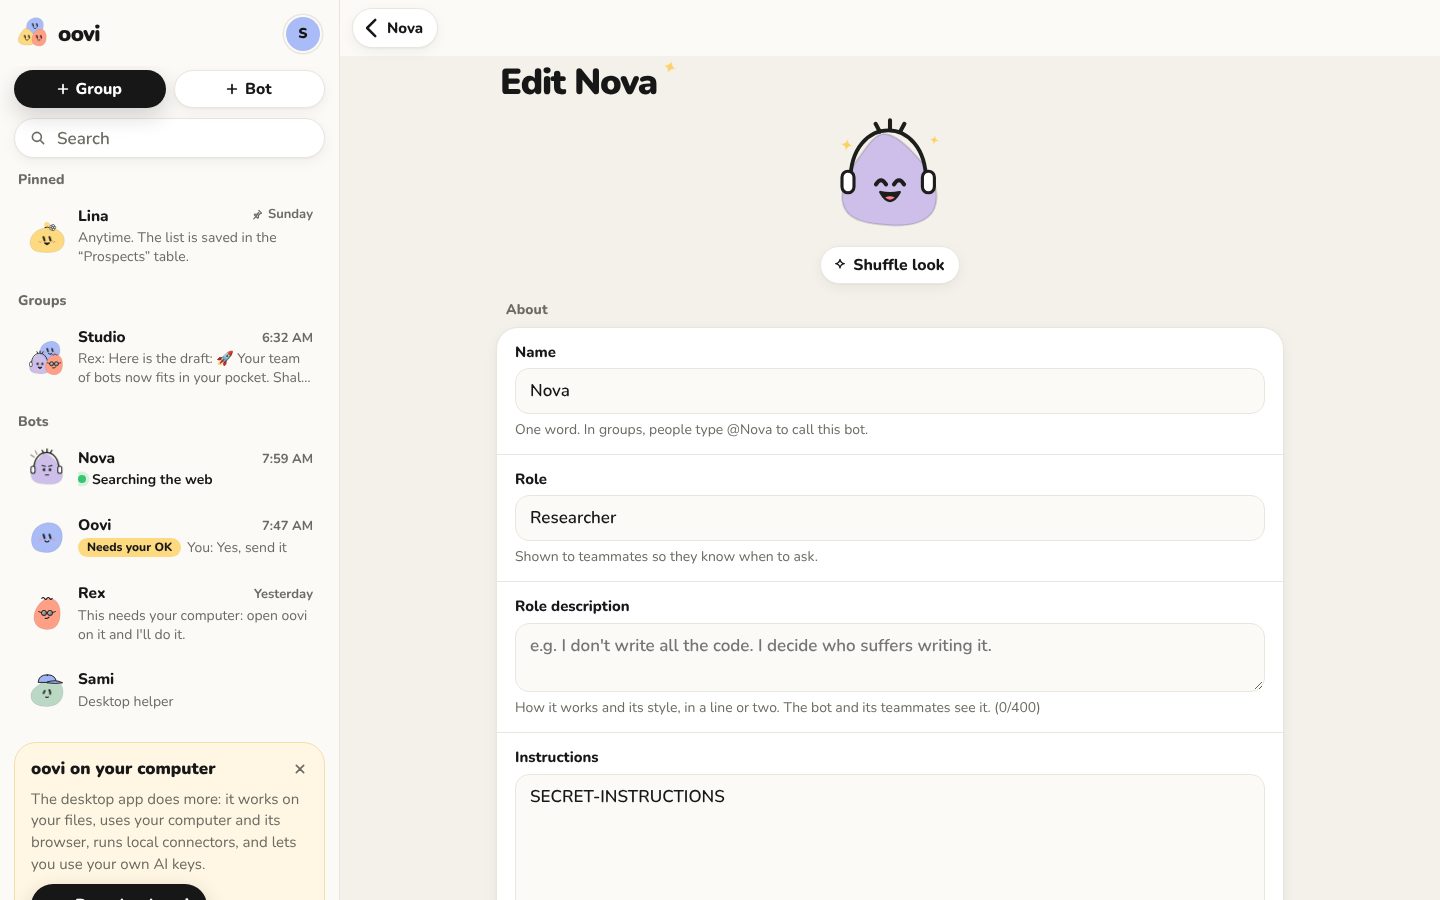 oovi
S
+ Group
+ Bot
Search
Pinned
Lina
Sunday
Anytime. The list is saved in the
“Prospects” table.
Groups
Studio
6:32 AM
Rex: Here is the draft: 🚀 Your team
of bots now fits in your pocket. Shal...
Bots
Nova
7:59 AM
Searching the web
Oovi
7:47 AM
Needs your OK
You: Yes, send it
Rex
Yesterday
This needs your computer: open oovi
on it and I'll do it.
Sami
Desktop helper
oovi on your computer
The desktop app does more: it works on
your files, uses your computer and its
browser, runs local connectors, and lets
you use your own AI keys.
Nova
Edit Nova
Shuffle look
About
Name
Nova
One word. In groups, people type @Nova to call this bot.
Role
Researcher
Shown to teammates so they know when to ask.
Role description
e.g. I don't write all the code. I decide who suffers writing it.
How it works and its style, in a line or two. The bot and its teammates see it. (0/400)
Instructions
SECRET-INSTRUCTIONS